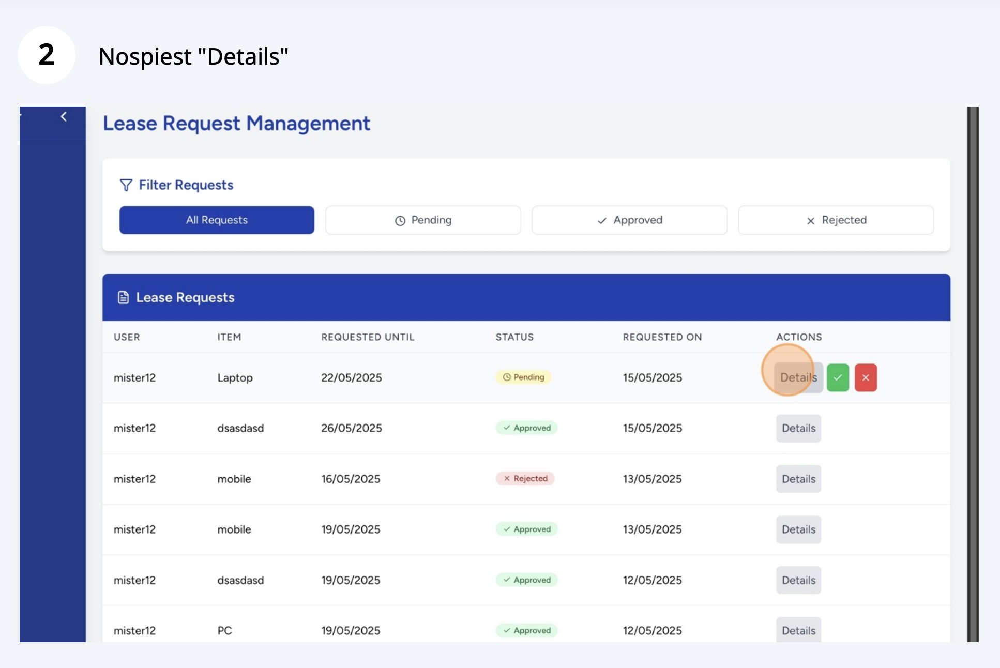 2
Nospiest "Details"
Lease Request Management
Filter Requests
All Requests Pending Approved Rejected
Lease Requests
USER ITEM REQUESTED UNTIL STATUS REQUESTED ON ACTIONS
mister12 Laptop 22/05/2025 Pending 15/05/2025 Details
mister12 dsasdasd 26/05/2025 Approved 15/05/2025 Details
mister12 mobile 16/05/2025 Rejected 13/05/2025 Details
mister12 mobile 19/05/2025 Approved 13/05/2025 Details
mister12 dsasdasd 19/05/2025 Approved 12/05/2025 Details
mister12 PC 19/05/2025 Approved 12/05/2025 Details